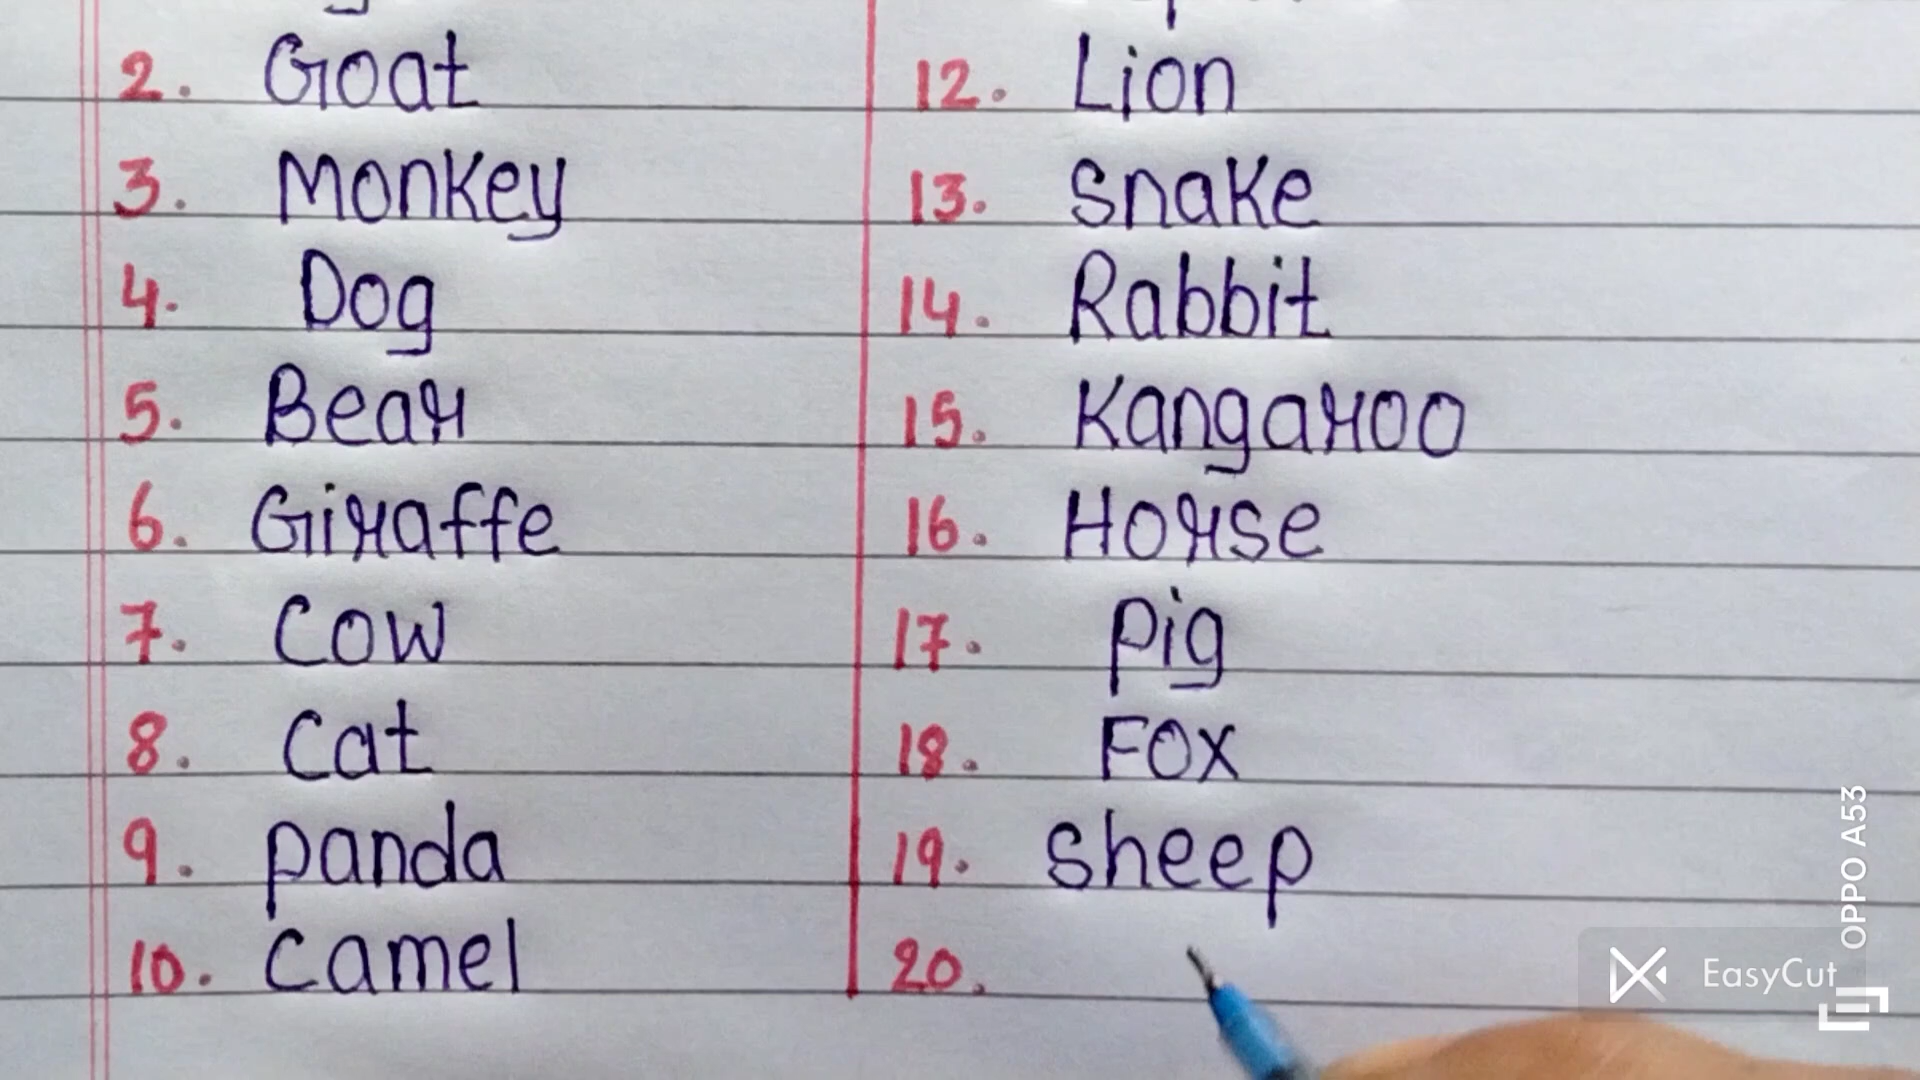 2. Goat
3. Monkey
4. Dog
5. Bear
6. Giraffe
7. Cow
8. Cat
9. Panda
10. Camel
12. Lion
13. Snake
14. Rabbit
15. Kangaroo
16. Horse
17. Pig
18. Fox
19. Sheep
20.
OPPO A53
EasyCut